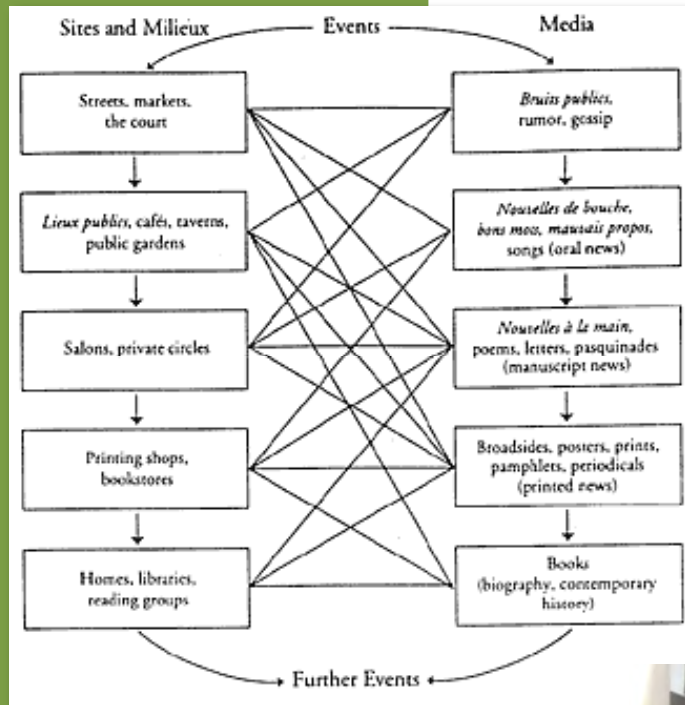 Sites and Milieux
Events
Media
Streets, markets,
the court
Bruits publics,
rumor, gossip
Lieux publics, cafés, taverns,
public gardens
Nouvelles de bouche,
bons mots, mauvais propos,
songs (oral news)
Salons, private circles
Nouvelles à la main,
poems, letters, pasquinades
(manuscript news)
Printing shops,
bookstores
Broadsides, posters, prints,
pamphlets, periodicals
(printed news)
Homes, libraries,
reading groups
Books
(biography, contemporary
history)
Further Events